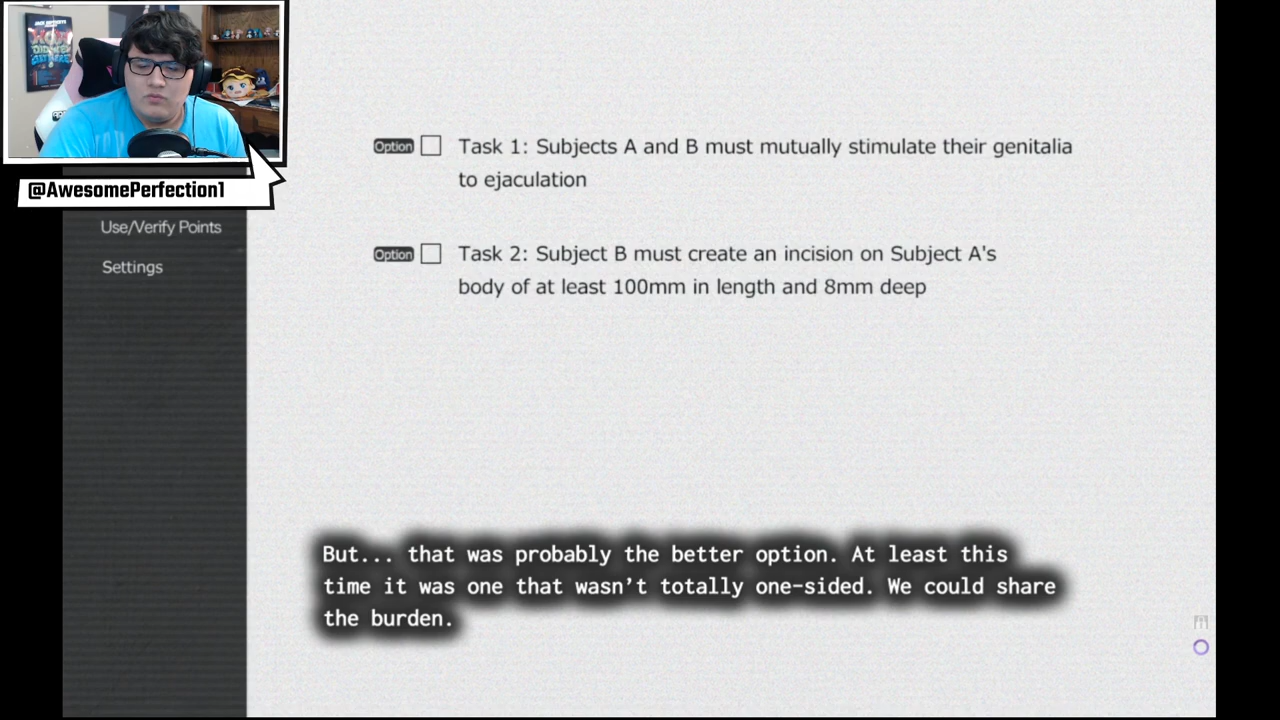 @AwesomePerfection1
Use/Verify Points
Settings
Option Task 1: Subjects A and B must mutually stimulate their genitalia
to ejaculation
Option Task 2: Subject B must create an incision on Subject A's
body of at least 100mm in length and 8mm deep
But... that was probably the better option. At least this
time it was one that wasn't totally one-sided. We could share
the burden.